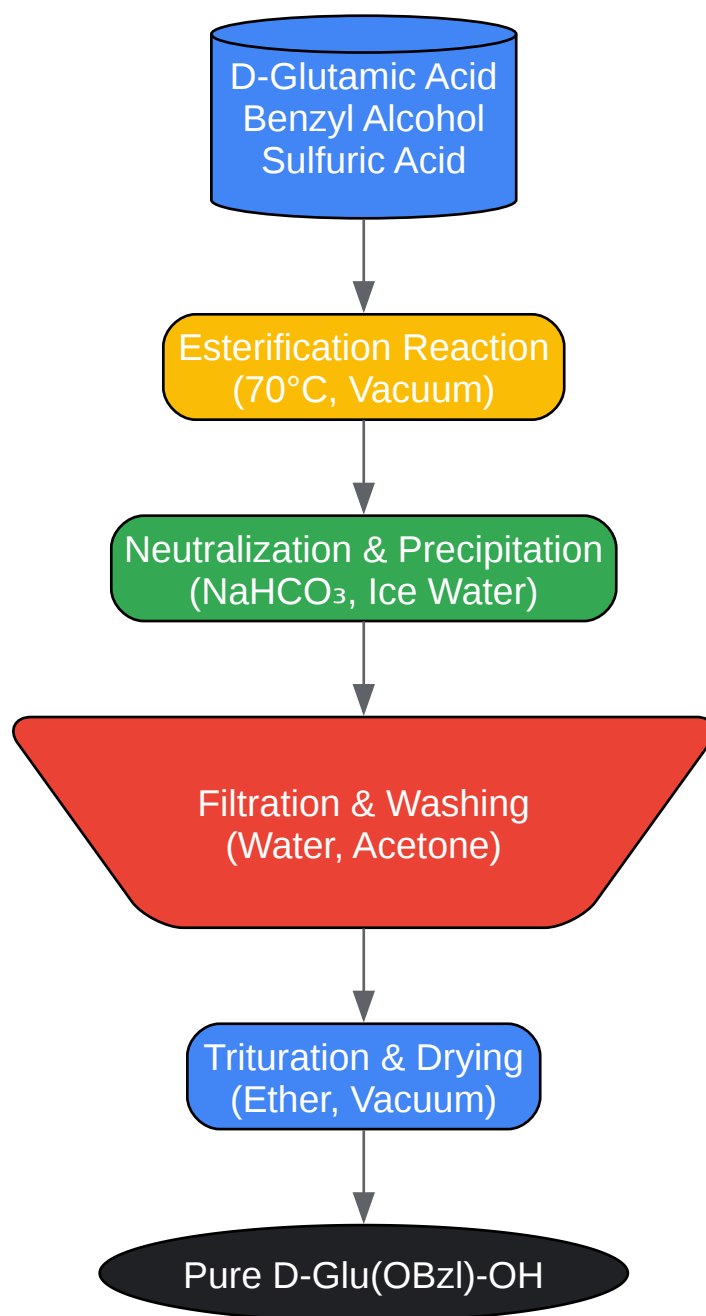 D-Glutamic Acid
Benzyl Alcohol
Sulfuric Acid
Esterification Reaction
(70°C, Vacuum)
Neutralization & Precipitation
(NaHCO₃, Ice Water)
Filtration & Washing
(Water, Acetone)
Trituration & Drying
(Ether, Vacuum)
Pure D-Glu(OBzl)-OH